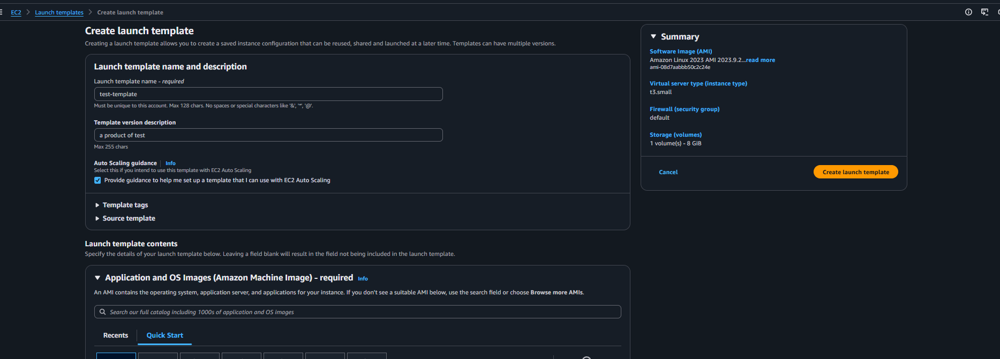 EC2 > Launch templates > Create launch template
Create launch template
Creating a launch template allows you to create a saved instance configuration that can be reused, shared and launched at a later time. Templates can have multiple versions.
Launch template name and description
Launch template name - required
test-template
Must be unique to this account. Max 128 chars. No spaces or special characters like '&', '*', '@'.
Template version description
a product of test
Max 255 chars
Auto Scaling guidance | Info
Select this if you intend to use this template with EC2 Auto Scaling
Provide guidance to help me set up a template that I can use with EC2 Auto Scaling
Template tags
Source template
Launch template contents
Specify the details of your launch template below. Leaving a field blank will result in the field not being included in the launch template.
Application and OS Images (Amazon Machine Image) - required Info
An AMI contains the operating system, application server, and applications for your instance. If you don't see a suitable AMI below, use the search field or choose Browse more AMIs.
Search our full catalog including 1000s of application and OS images
Recents
Quick Start
Summary
Software Image (AMI)
Amazon Linux 2023 AMI 2023.9.2...read more
ami-08d7aabbb50c2c24e
Virtual server type (instance type)
t3.small
Firewall (security group)
default
Storage (volumes)
1 volume(s) - 8 GiB
Cancel
Create launch template